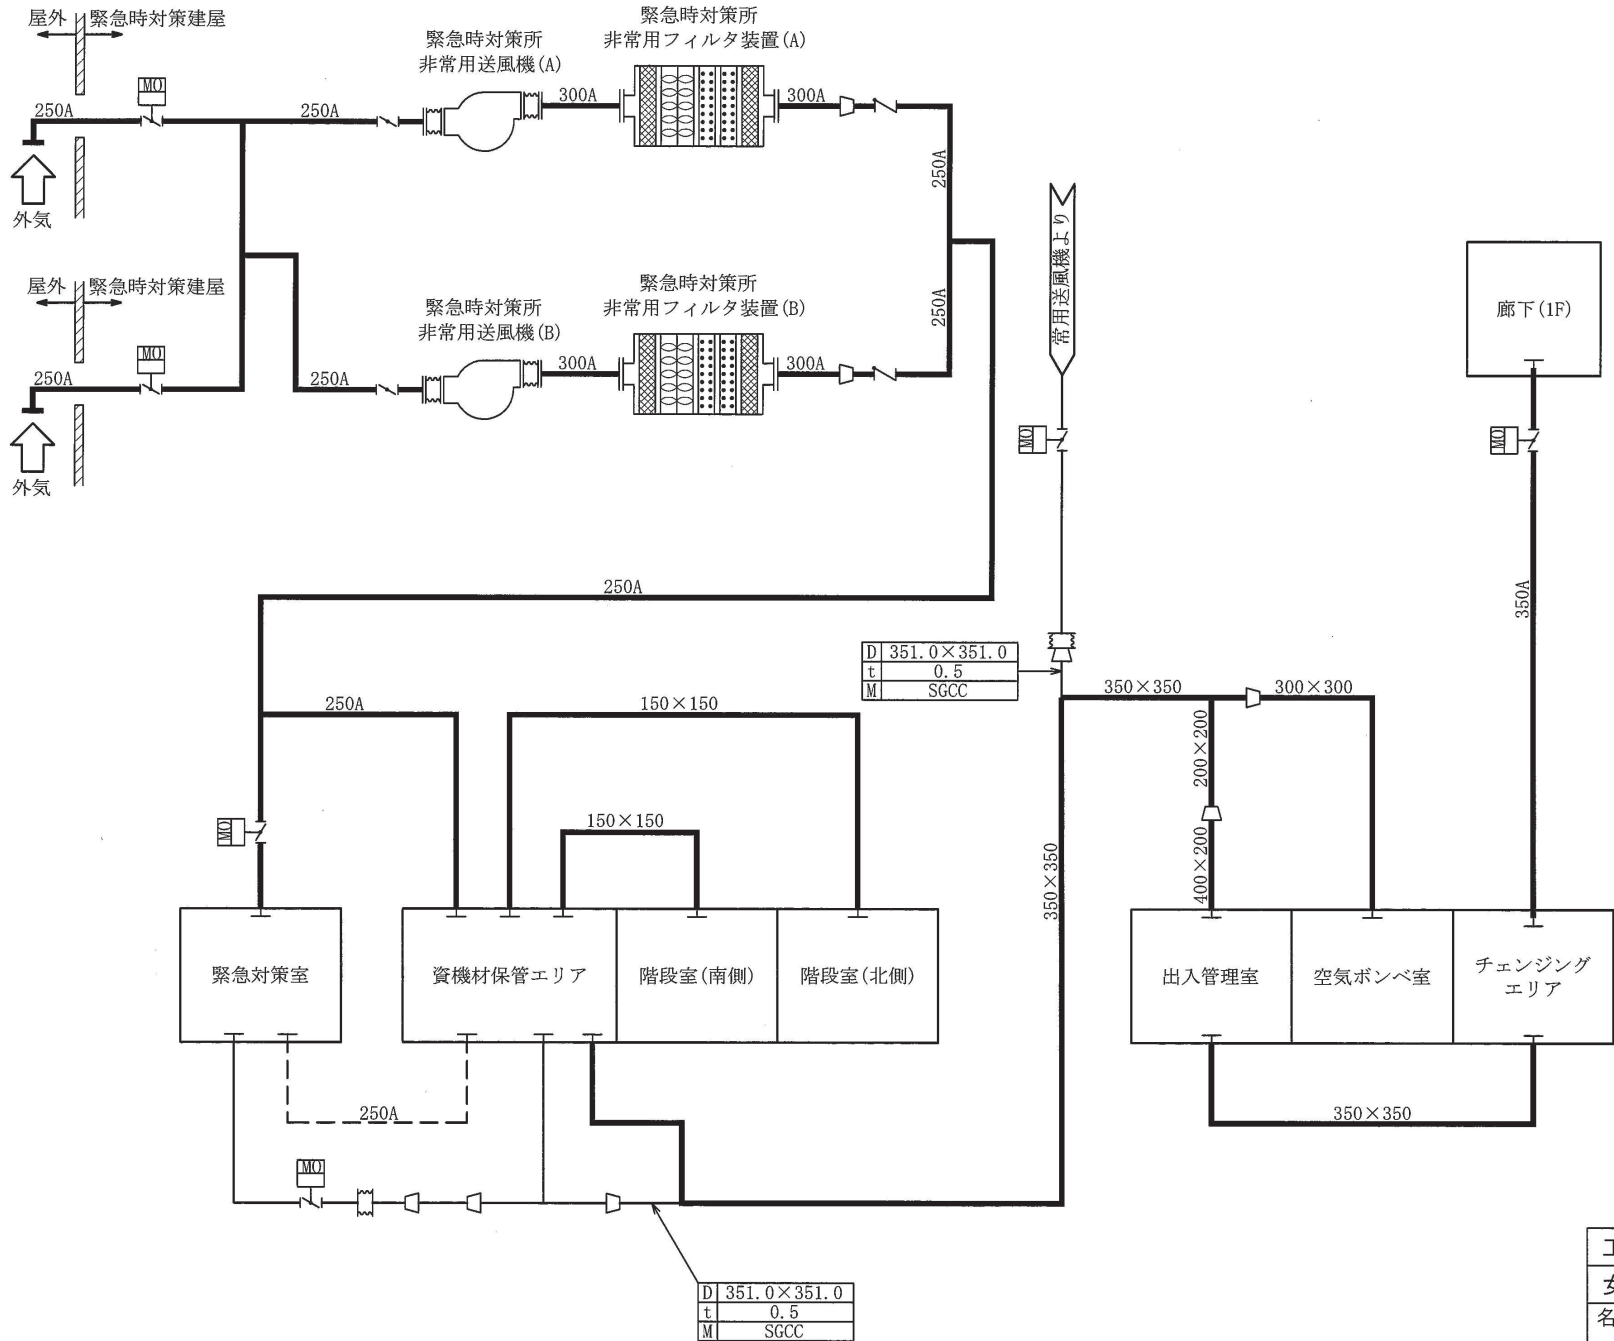 屋外 緊急時対策建屋
MO
250A
外気
250A
緊急時対策所
非常用送風機(A)
300A
緊急時対策所
非常用フィルタ装置(A)
300A
250A
屋外 緊急時対策建屋
MO
250A
外気
250A
緊急時対策所
非常用送風機(B)
300A
緊急時対策所
非常用フィルタ装置(B)
300A
250A
常用送風機より
MO
廊下(1F)
MO
350A
250A
D 351.0×351.0
t 0.5
M SGCC
350×350
300×300
200×200
400×200
250A
150×150
150×150
MO
350×350
緊急対策室
資機材保管エリア
階段室(南側)
階段室(北側)
出入管理室
空気ボンベ室
チェンジング
エリア
250A
350×350
MO
D 351.0×351.0
t 0.5
M SGCC
名